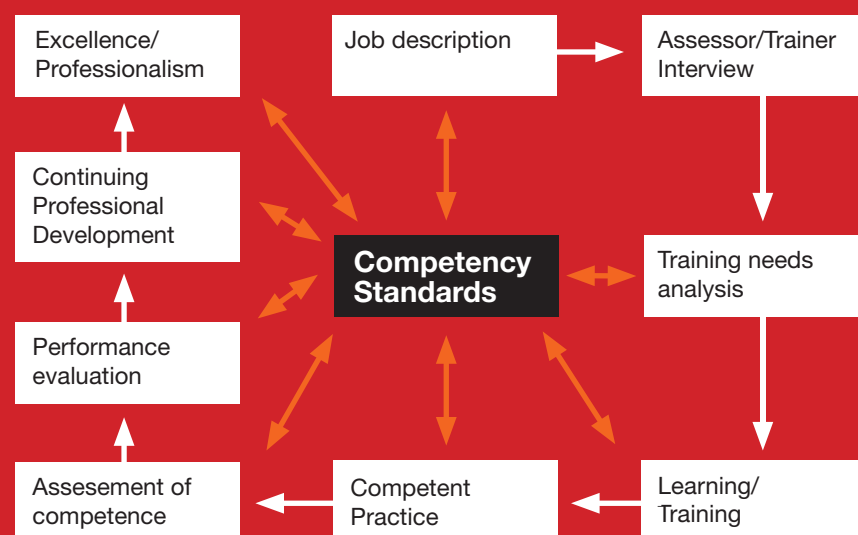 Excellence/
Professionalism
Job description
Assessor/Trainer
Interview
Continuing
Professional
Development
Competency
Standards
Training needs
analysis
Performance
evaluation
Assesement of
competence
Competent
Practice
Learning/
Training